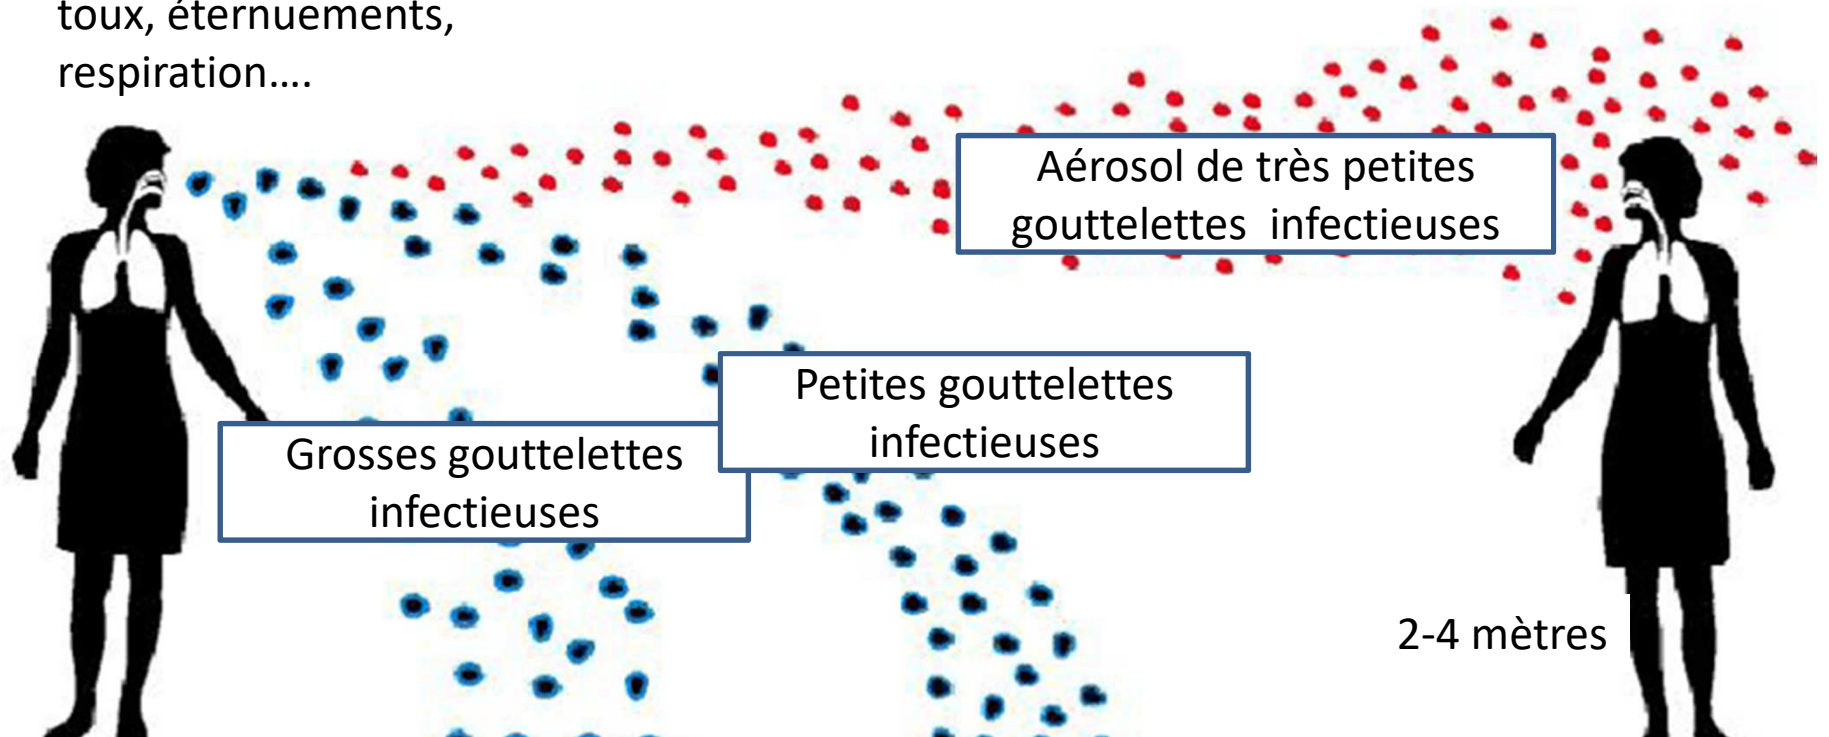 toux, éternuements,
respiration....
Aérosol de très petites
gouttelettes infectieuses
Petites gouttelettes
infectieuses
Grosses gouttelettes
infectieuses
2-4 mètres